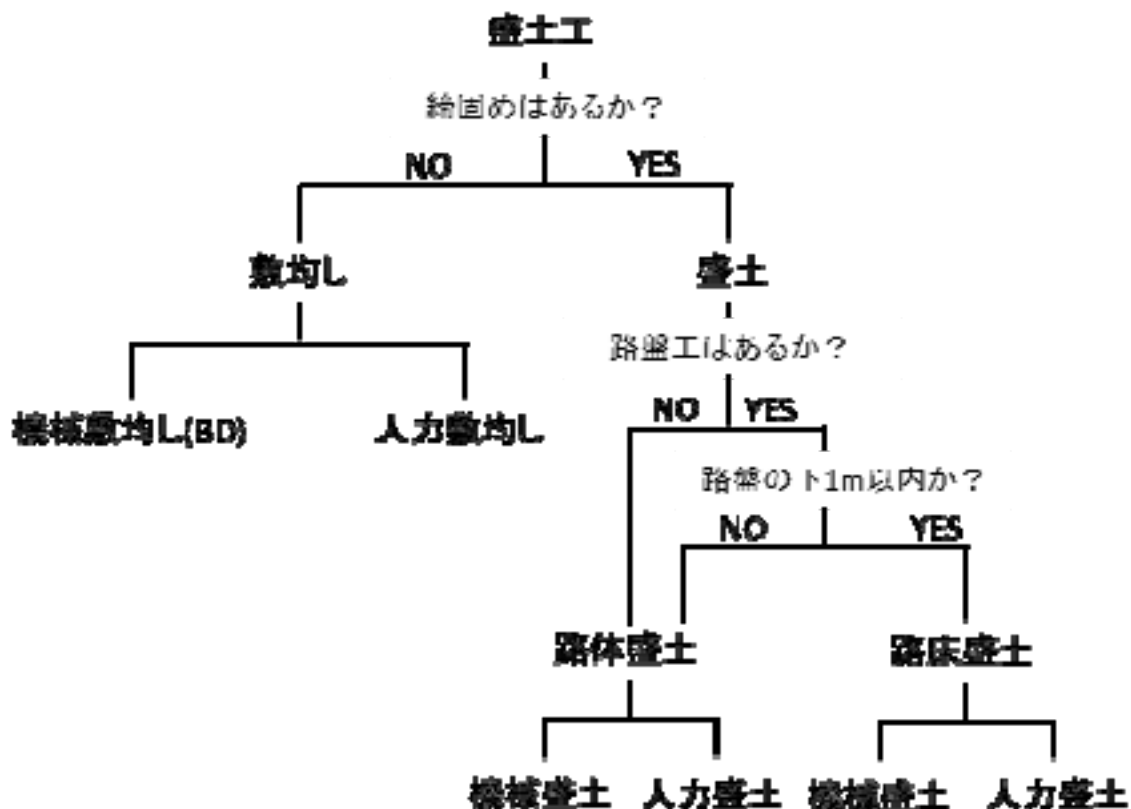 盛土工
締固めはあるか？
NO YES
敷均し 盛土
路盤工はあるか？
NO YES
機械敷均し(BD) 人力敷均し
路盤の下1m以内か？
NO YES
路体盛土 路床盛土
機械盛土 人力盛土 機械盛土 人力盛土